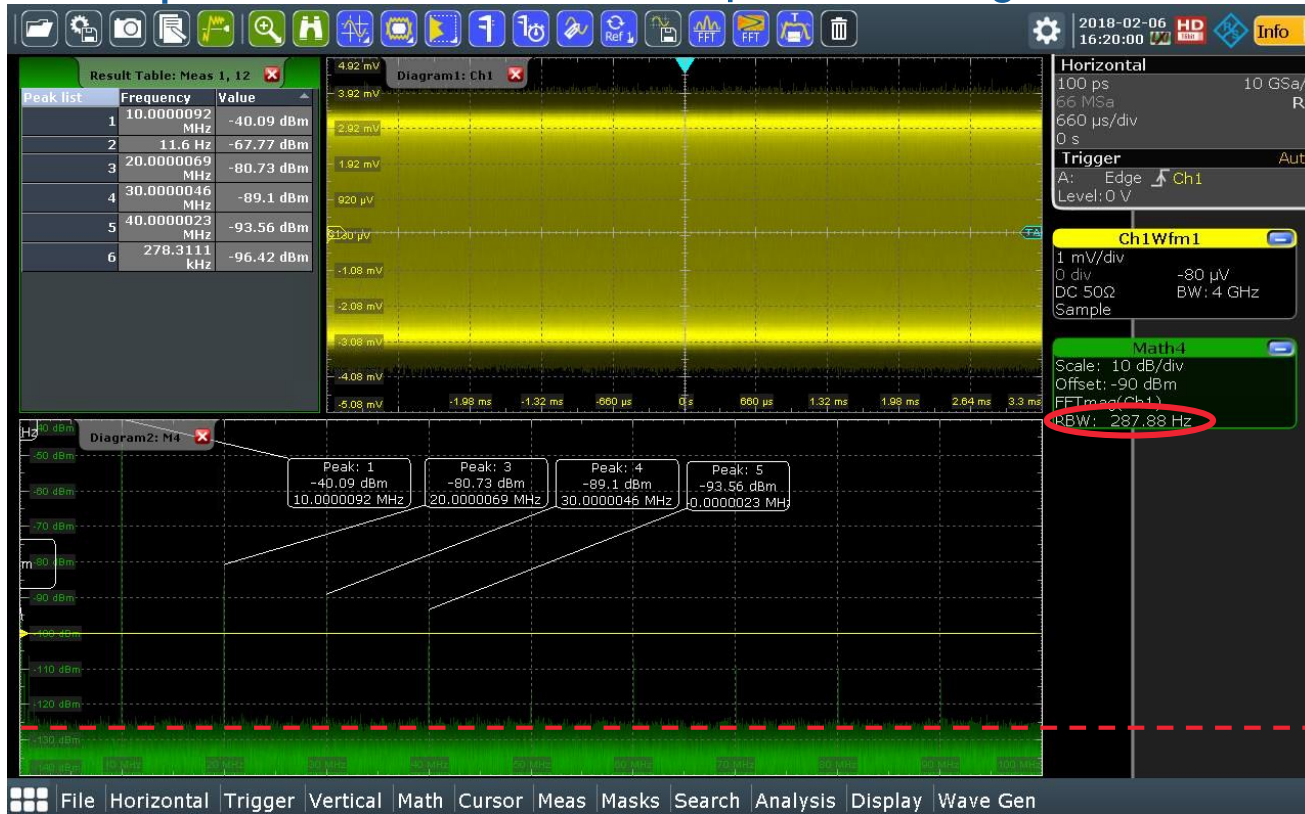 2018-02-06
HD
16:20:00
Info
Result Table: Meas 1, 12
Peak list Frequency Value
1 10.0000092 MHz -40.09 dBm
2 11.6 Hz -67.77 dBm
3 20.0000069 MHz -80.73 dBm
4 30.0000046 MHz -89.1 dBm
5 40.0000023 MHz -93.56 dBm
6 278.3111 kHz -96.42 dBm
Diagram1: Ch1
4.92 mV
3.92 mV
2.92 mV
1.92 mV
920 µV
-1.08 mV
-2.08 mV
-3.08 mV
-4.08 mV
-5.08 mV
-1.98 ms -1.32 ms -660 µs 0 s 660 µs 1.32 ms 1.98 ms 2.64 ms 3.3 ms
TA
Horizontal
100 ps 10 GSa/
66 MSa R
660 µs/div
0 s
Trigger Aut
A: Edge Ch1
Level: 0 V
Ch1Wfm1
1 mV/div
0 div -80 µV
DC 50Ω BW: 4 GHz
Sample
Math4
Scale: 10 dB/div
Offset: -90 dBm
FFTmag(Ch1)
RBW: 287.88 Hz
Diagram2: M4
Hz
-50 dBm
-60 dBm
-70 dBm
-80 dBm
-90 dBm
-100 dBm
-110 dBm
-120 dBm
-130 dBm
-140 dBm
Peak: 1
-40.09 dBm
10.0000092 MHz
Peak: 3
-80.73 dBm
20.0000069 MHz
Peak: 4
-89.1 dBm
30.0000046 MHz
Peak: 5
-93.56 dBm
0.0000023 MH
10 MHz 20 MHz 30 MHz 40 MHz 50 MHz 60 MHz 70 MHz 80 MHz 90 MHz 100 MHz
File Horizontal Trigger Vertical Math Cursor Meas Masks Search Analysis Display Wave Gen